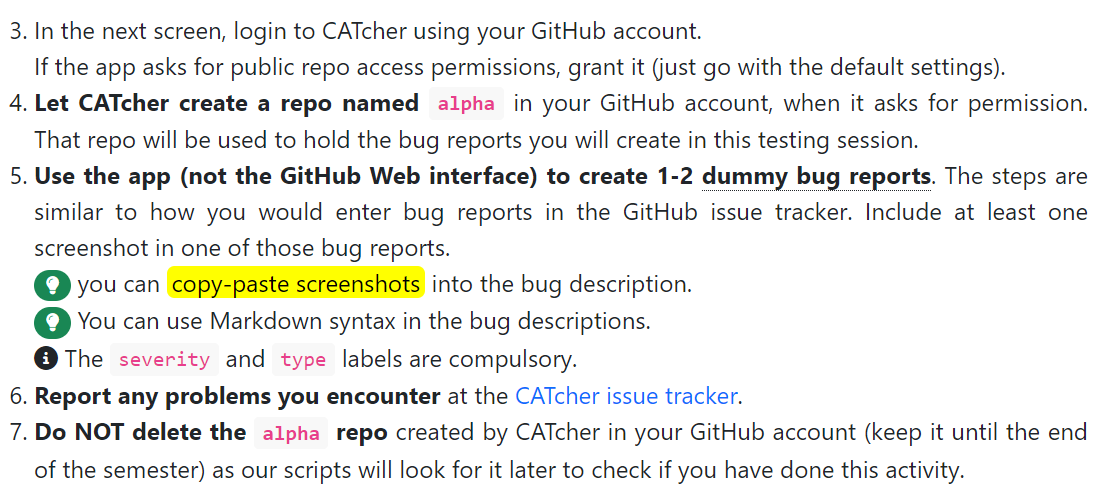 3. In the next screen, login to CATcher using your GitHub account.
If the app asks for public repo access permissions, grant it (just go with the default settings).
4. Let CATcher create a repo named alpha in your GitHub account, when it asks for permission.
That repo will be used to hold the bug reports you will create in this testing session.
5. Use the app (not the GitHub Web interface) to create 1-2 dummy bug reports. The steps are
similar to how you would enter bug reports in the GitHub issue tracker. Include at least one
screenshot in one of those bug reports.
you can copy-paste screenshots into the bug description.
You can use Markdown syntax in the bug descriptions.
The severity and type labels are compulsory.
6. Report any problems you encounter at the CATcher issue tracker.
7. Do NOT delete the alpha repo created by CATcher in your GitHub account (keep it until the end
of the semester) as our scripts will look for it later to check if you have done this activity.